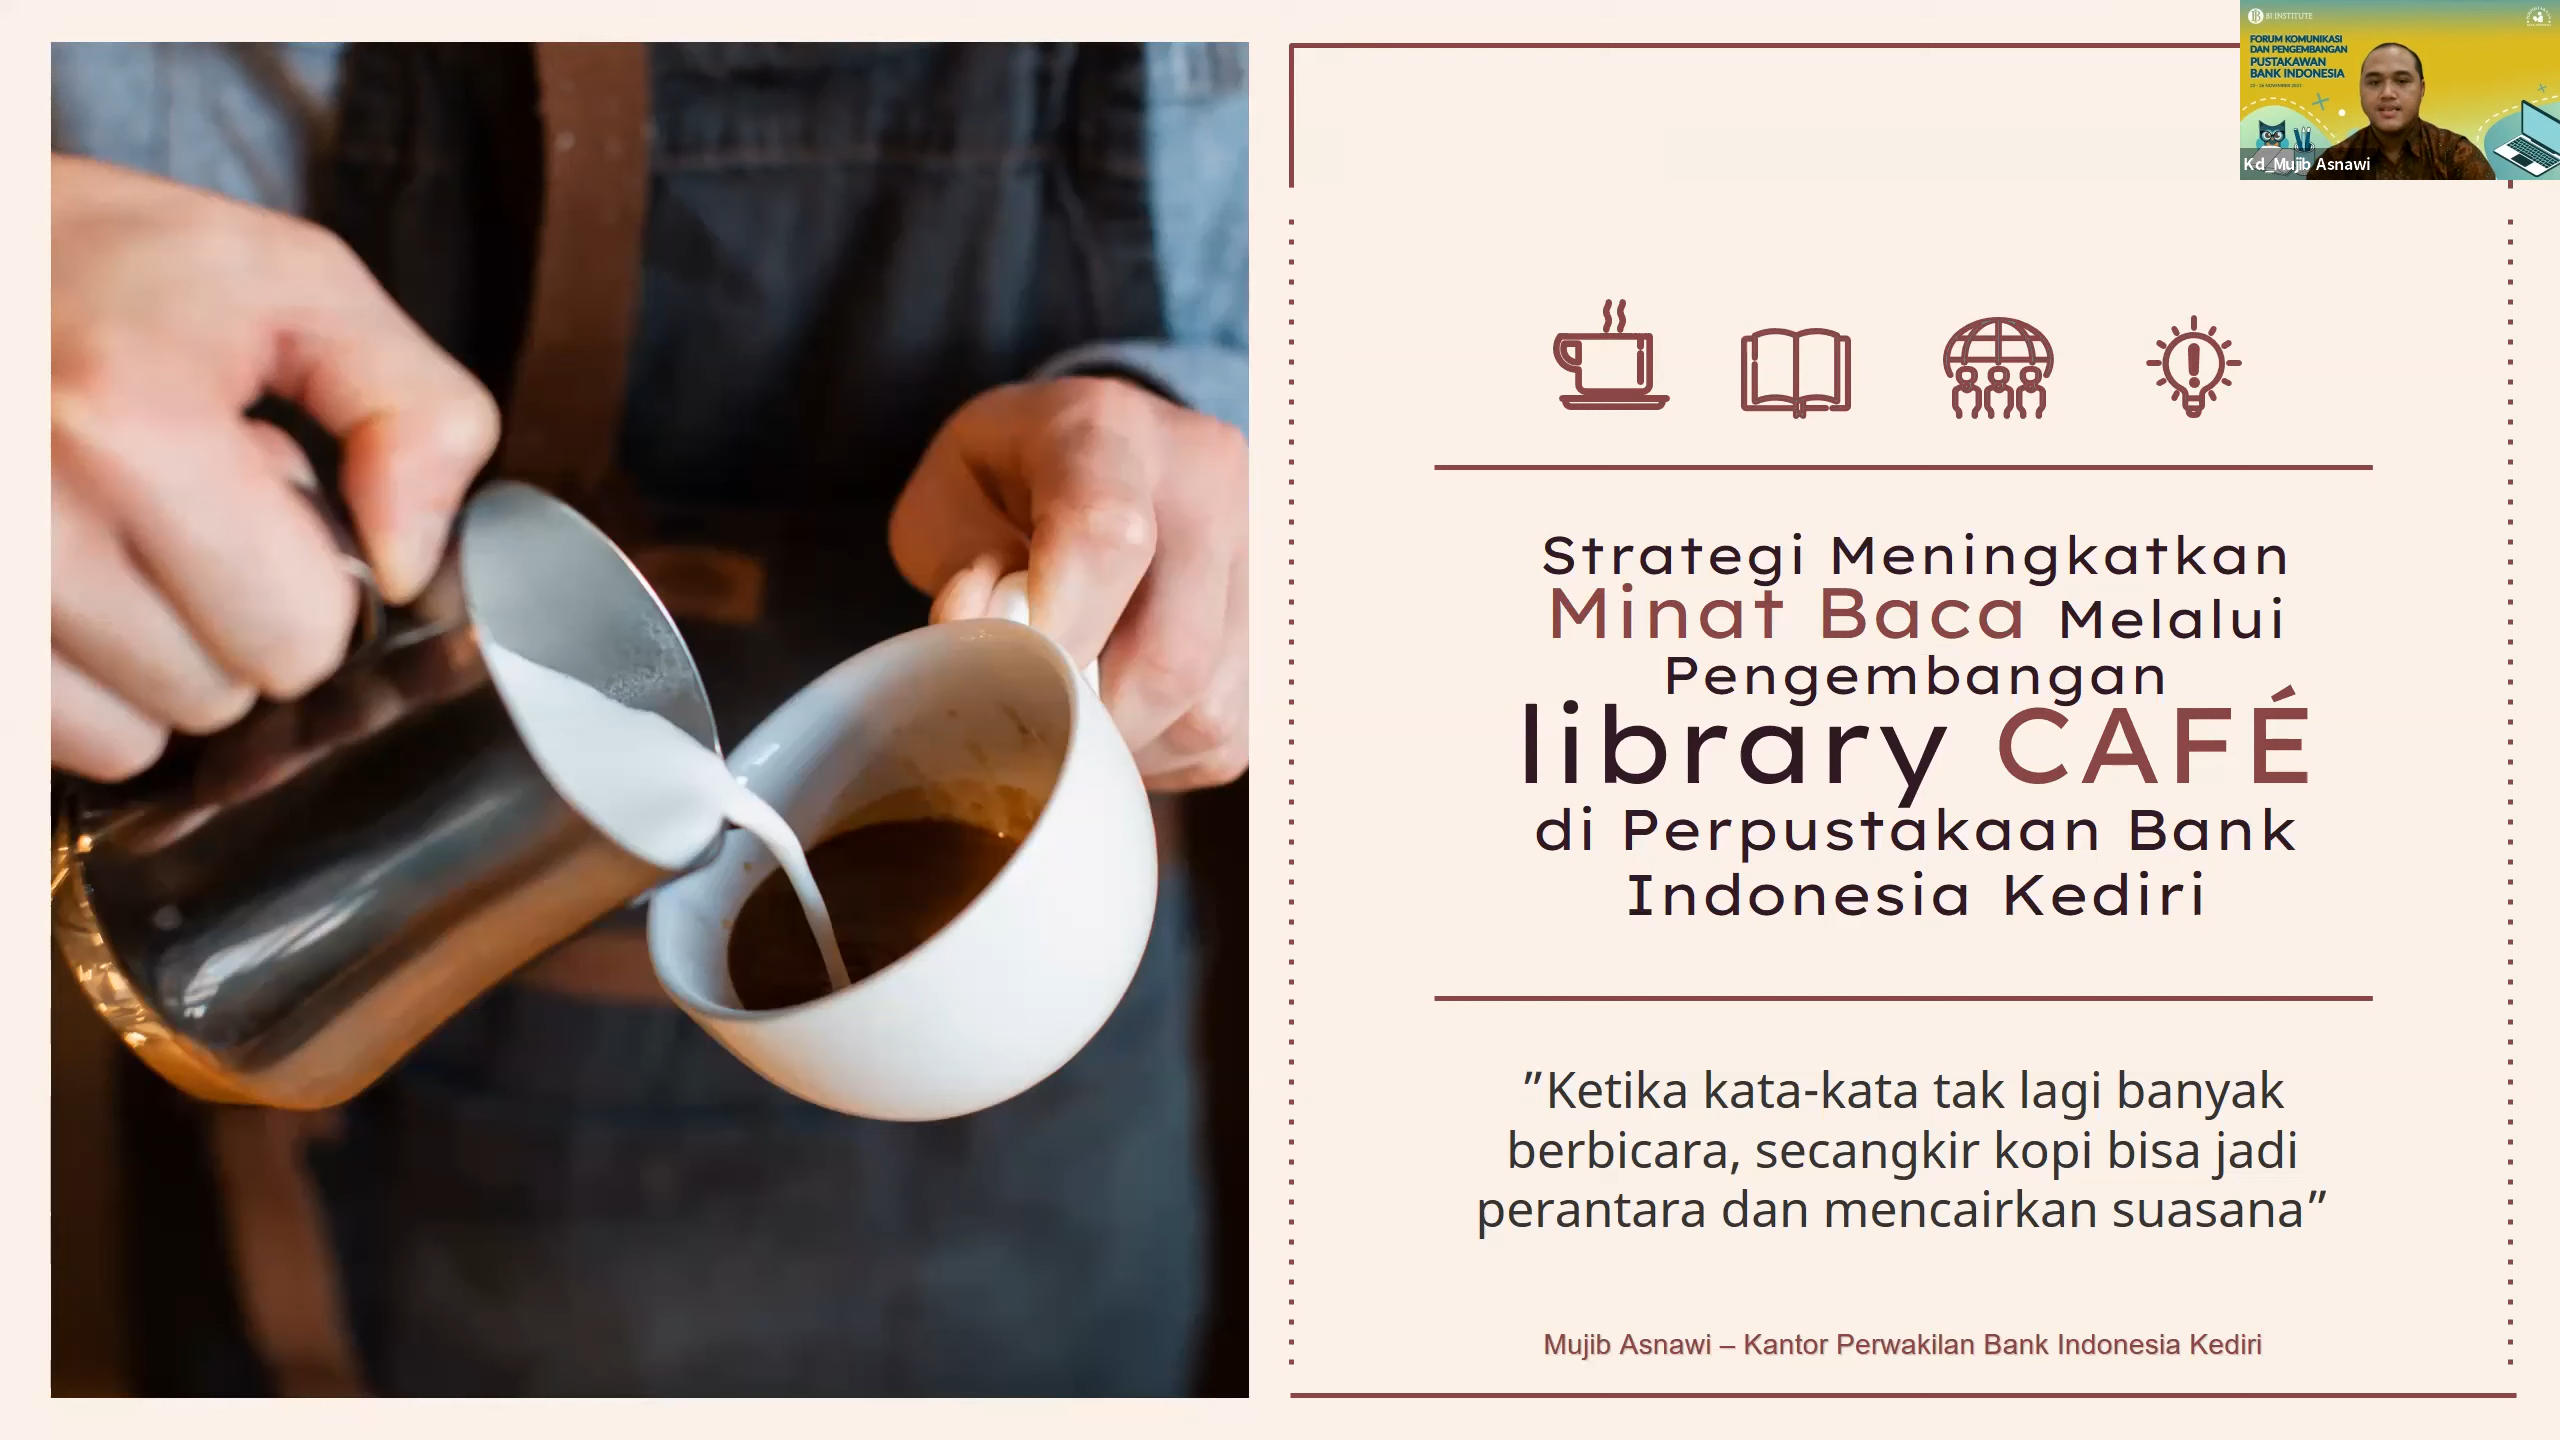 BI INSTITUTE
FORUM KOMUNIKASI
DAN PENGEMBANGAN
PUSTAKAWAN
BANK INDONESIA
Kd_Mujib Asnawi
Strategi Meningkatkan
Minat Baca Melalui
Pengembangan
library CAFÉ
di Perpustakaan Bank
Indonesia Kediri
"Ketika kata-kata tak lagi banyak
berbicara, secangkir kopi bisa jadi
perantara dan mencairkan suasana"
Mujib Asnawi – Kantor Perwakilan Bank Indonesia Kediri